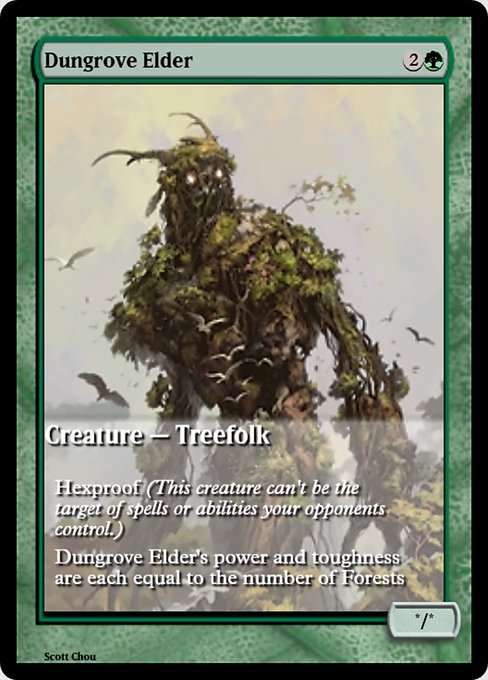 Dungrove Elder
2
Creature — Treefolk
Hexproof (This creature can't be the
target of spells or abilities your opponents
control.)
Dungrove Elder's power and toughness
are each equal to the number of Forests
*/*
Scott Chou